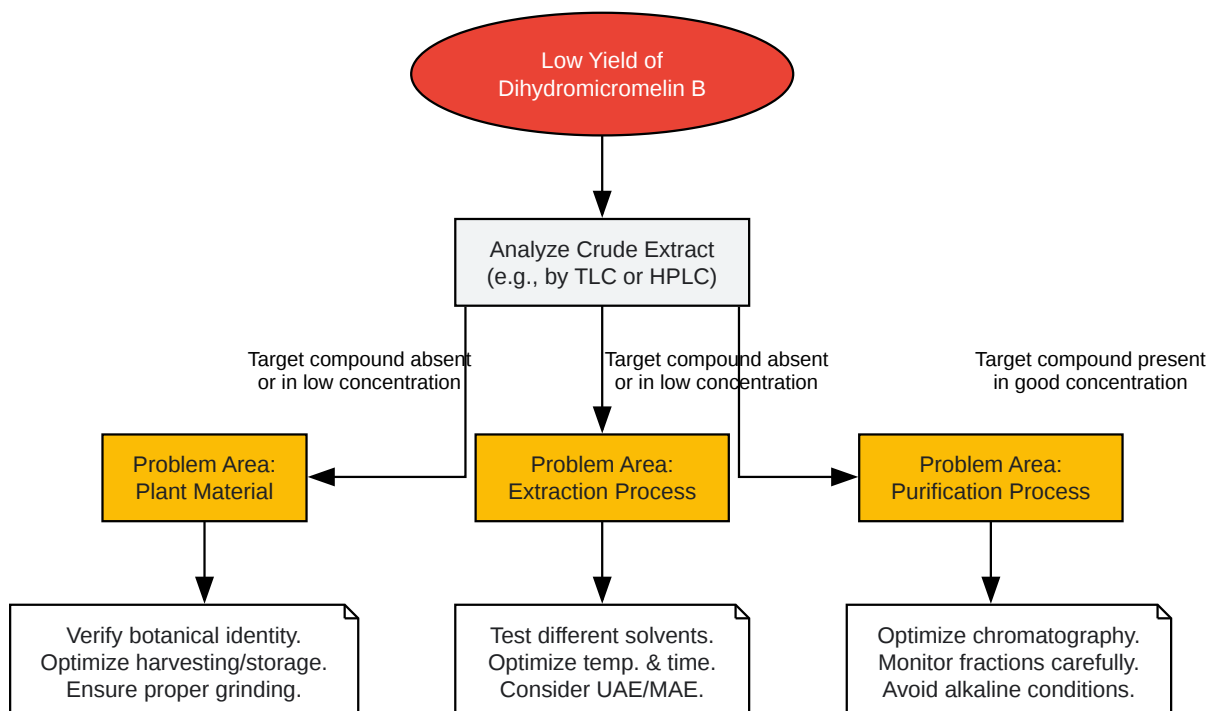 Low Yield of
Dihydromicromelin B
Analyze Crude Extract
(e.g., by TLC or HPLC)
Target compound absent
or in low concentration
Target compound absent
or in low concentration
Target compound present
in good concentration
Problem Area:
Plant Material
Problem Area:
Extraction Process
Problem Area:
Purification Process
Verify botanical identity.
Optimize harvesting/storage.
Ensure proper grinding.
Test different solvents.
Optimize temp. & time.
Consider UAE/MAE.
Optimize chromatography.
Monitor fractions carefully.
Avoid alkaline conditions.